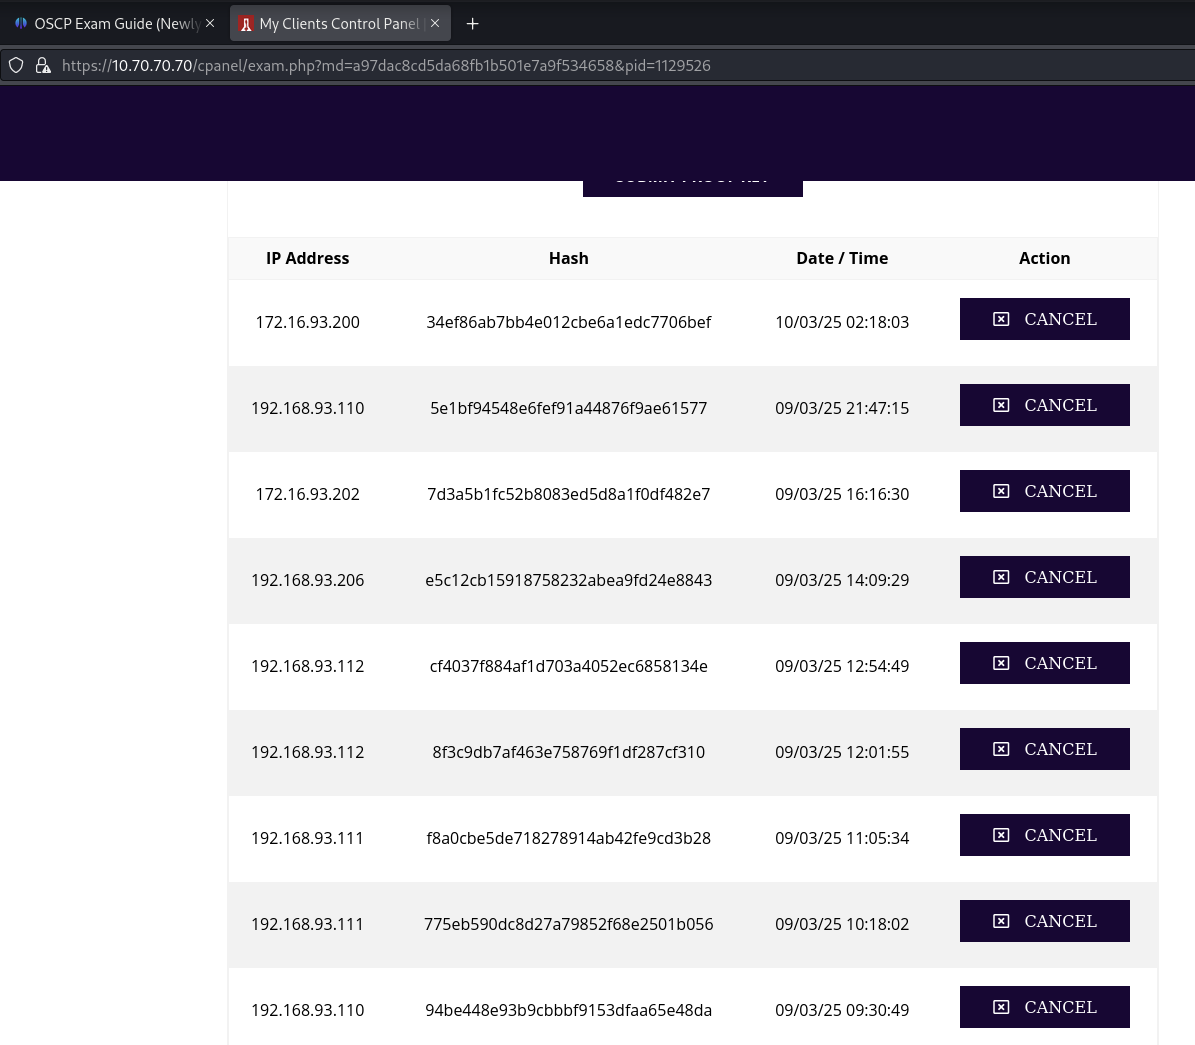 OSCP Exam Guide (Newly
My Clients Control Panel
https://10.70.70.70/cpanel/exam.php?md=a97dac8cd5da68fb1b501e7a9f534658&pid=1129526
IP Address Hash Date / Time Action
172.16.93.200 34ef86ab7bb4e012cbe6a1edc7706bef 10/03/25 02:18:03 CANCEL
192.168.93.110 5e1bf94548e6fef91a44876f9ae61577 09/03/25 21:47:15 CANCEL
172.16.93.202 7d3a5b1fc52b8083ed5d8a1f0df482e7 09/03/25 16:16:30 CANCEL
192.168.93.206 e5c12cb15918758232abea9fd24e8843 09/03/25 14:09:29 CANCEL
192.168.93.112 cf4037f884af1d703a4052ec6858134e 09/03/25 12:54:49 CANCEL
192.168.93.112 8f3c9db7af463e758769f1df287cf310 09/03/25 12:01:55 CANCEL
192.168.93.111 f8a0cbe5de718278914ab42fe9cd3b28 09/03/25 11:05:34 CANCEL
192.168.93.111 775eb590dc8d27a79852f68e2501b056 09/03/25 10:18:02 CANCEL
192.168.93.110 94be448e93b9cbbbf9153dfaa65e48da 09/03/25 09:30:49 CANCEL